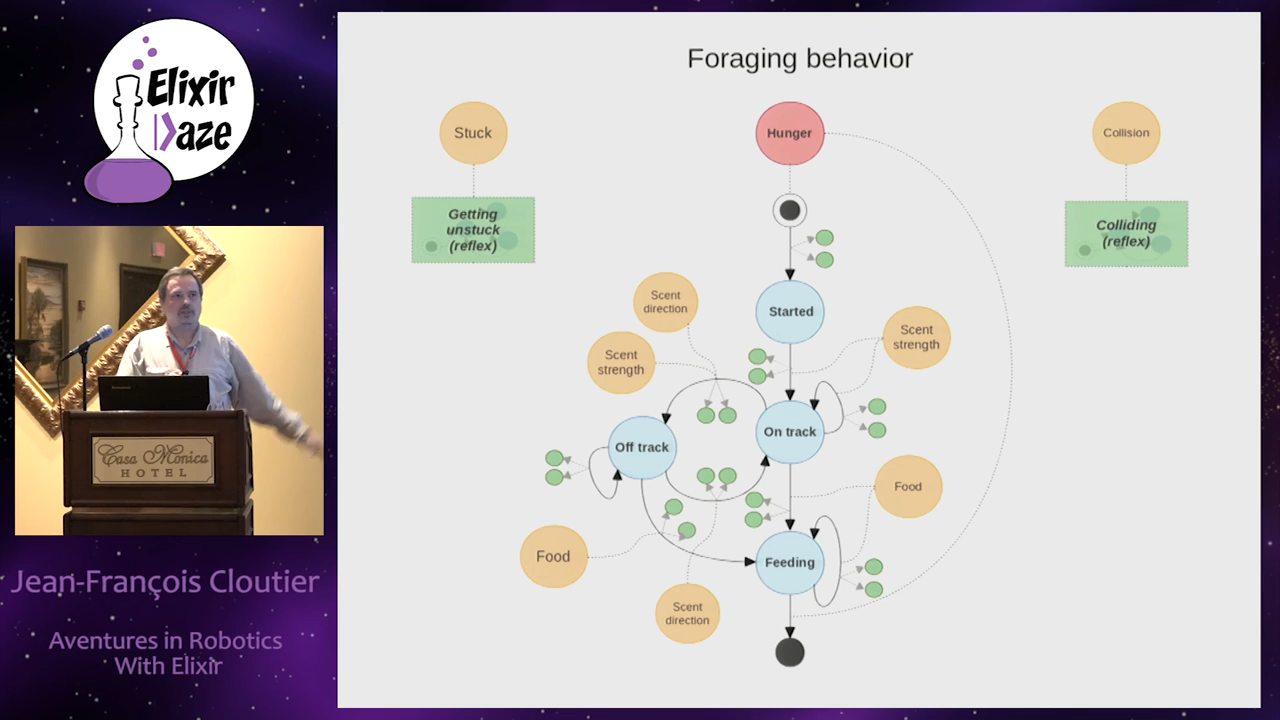 Elixir
Daze
Foraging behavior
Stuck
Hunger
Collision
Getting
unstuck
(reflex)
Colliding
(reflex)
Scent
direction
Started
Scent
strength
Scent
strength
On track
Off track
Food
Food
Feeding
Scent
direction
Casa Monica
HOTEL
Jean-François Cloutier
Aventures in Robotics
With Elixir